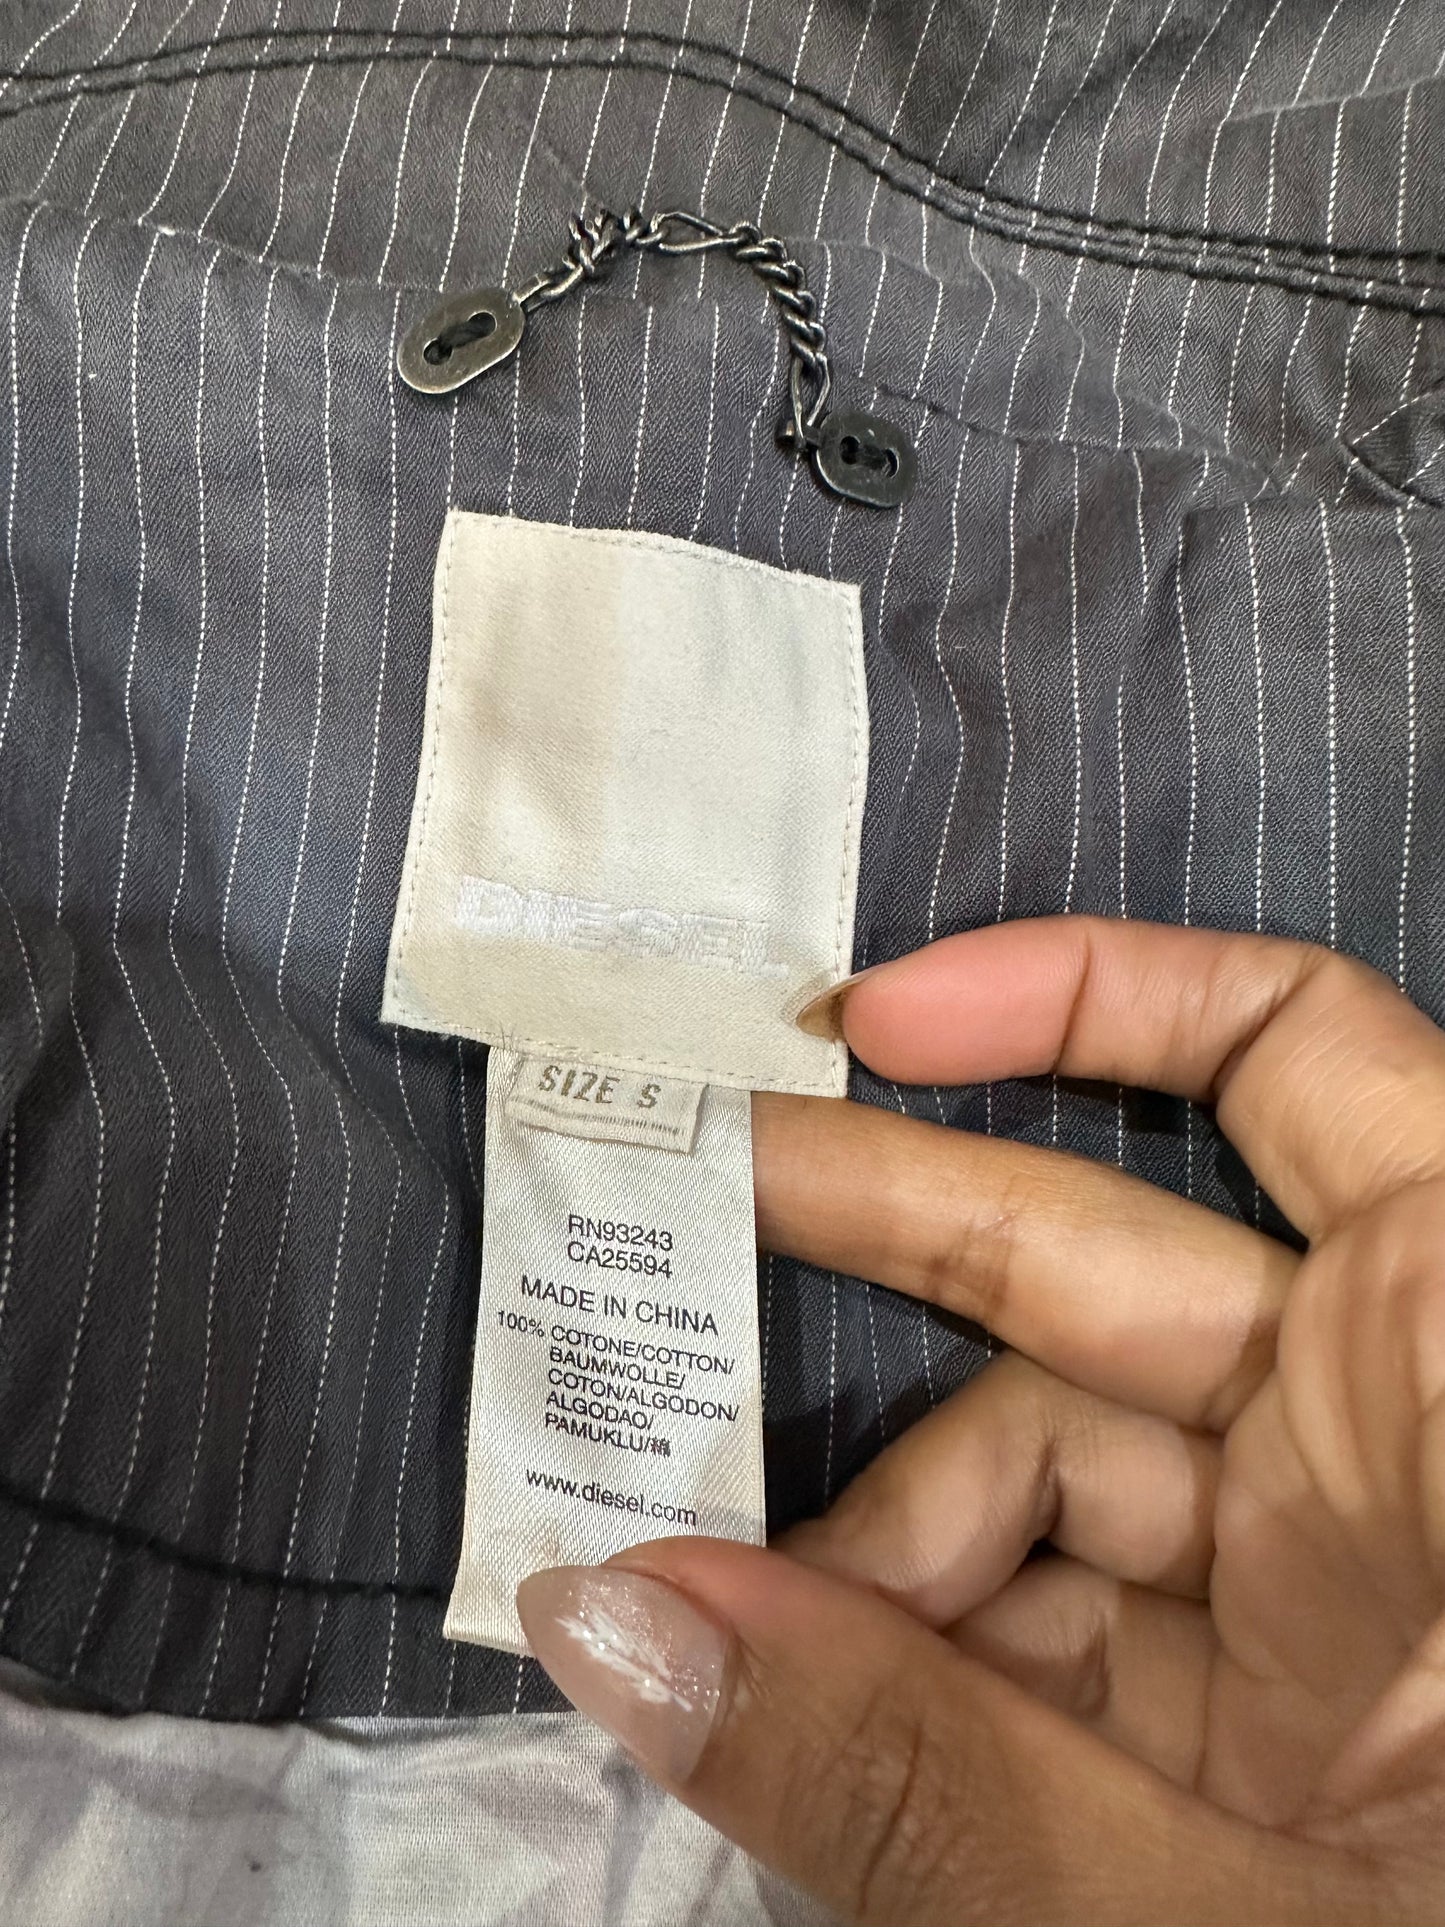 DIESEL
SIZE S
RN93243
CA25594
MADE IN CHINA
100% COTONE/COTTON/
BAUMWOLLE/
COTON/ALGODON/
ALGODAO/
PAMUKLU/棉
www.diesel.com